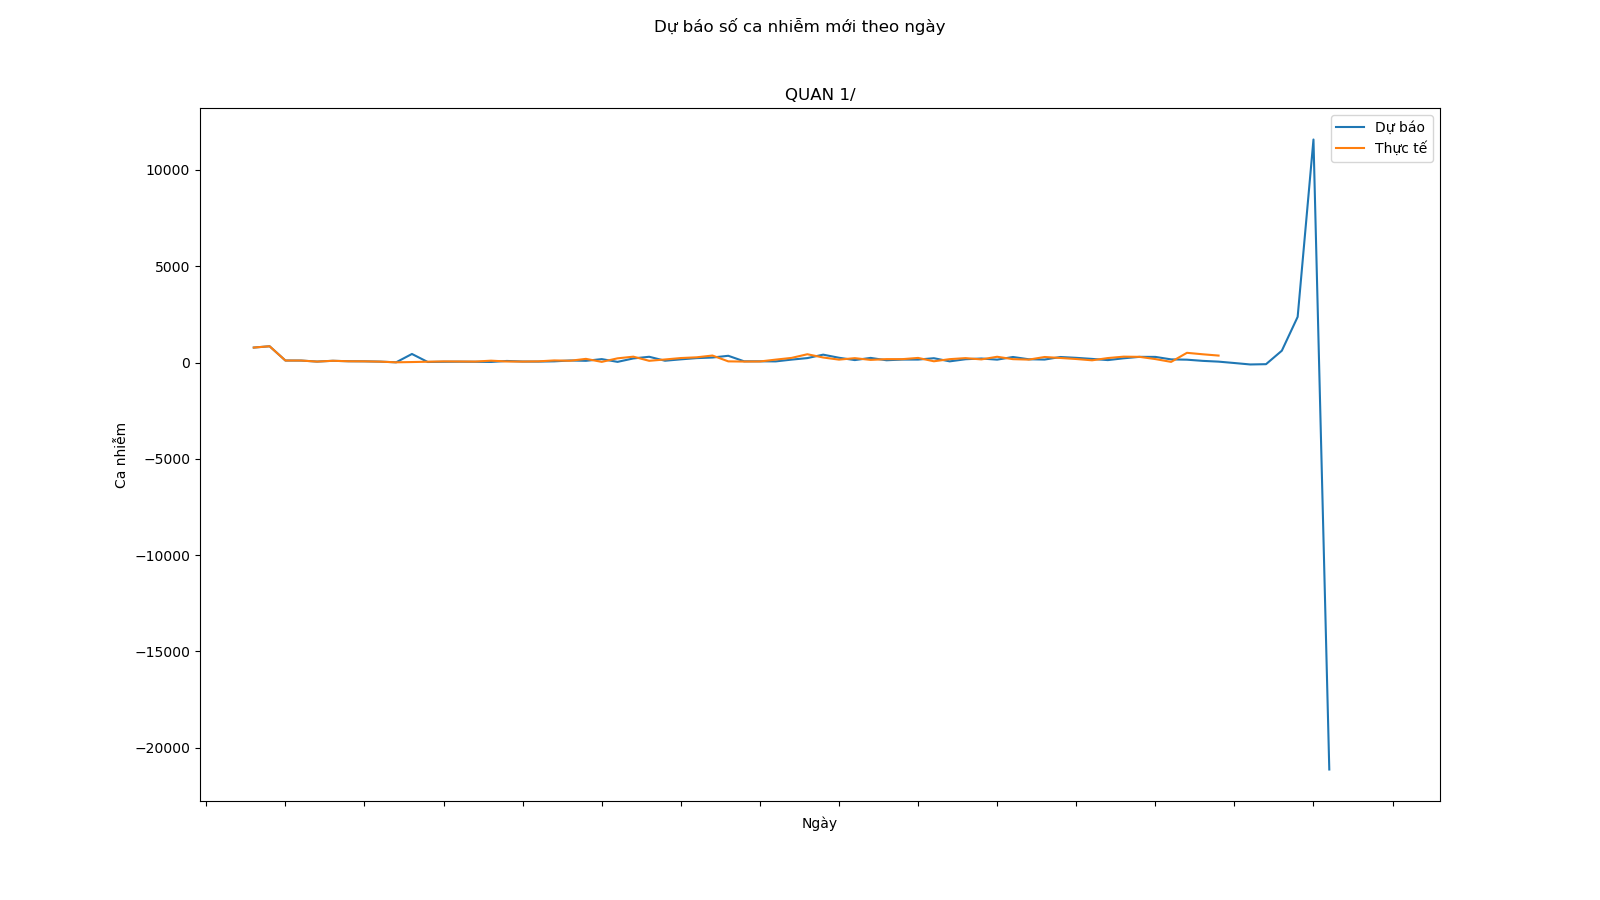 Dự báo số ca nhiễm mới theo ngày
QUAN 1/
Dự báo
Thực tế
10000
5000
0
−5000
−10000
−15000
−20000
Ca nhiễm
Ngày